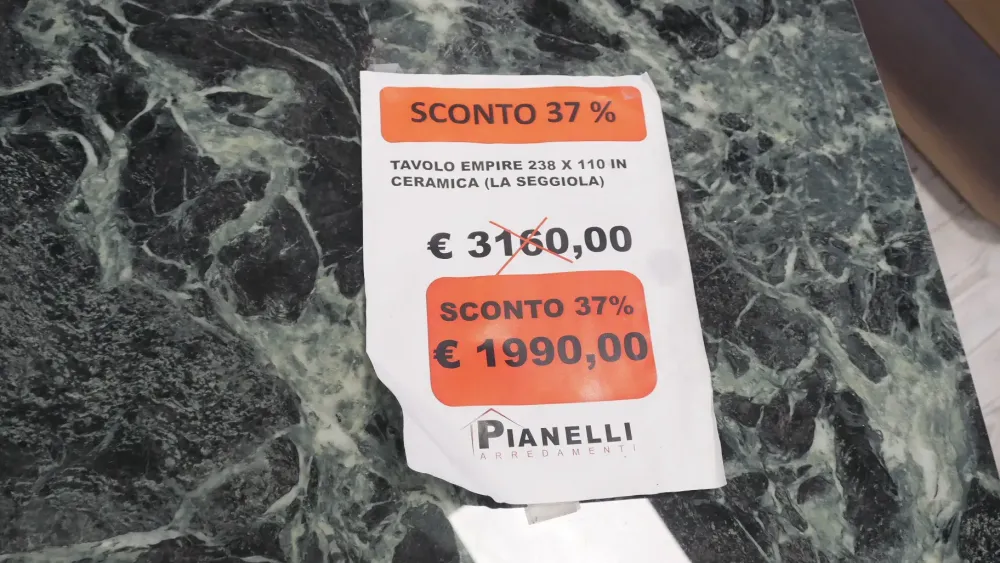 SCONTO 37 %
TAVOLO EMPIRE 238 X 110 IN
CERAMICA (LA SEGGIOLA)
€ 3160,00
SCONTO 37%
€ 1990,00
PIANELLI
ARREDAMENTI